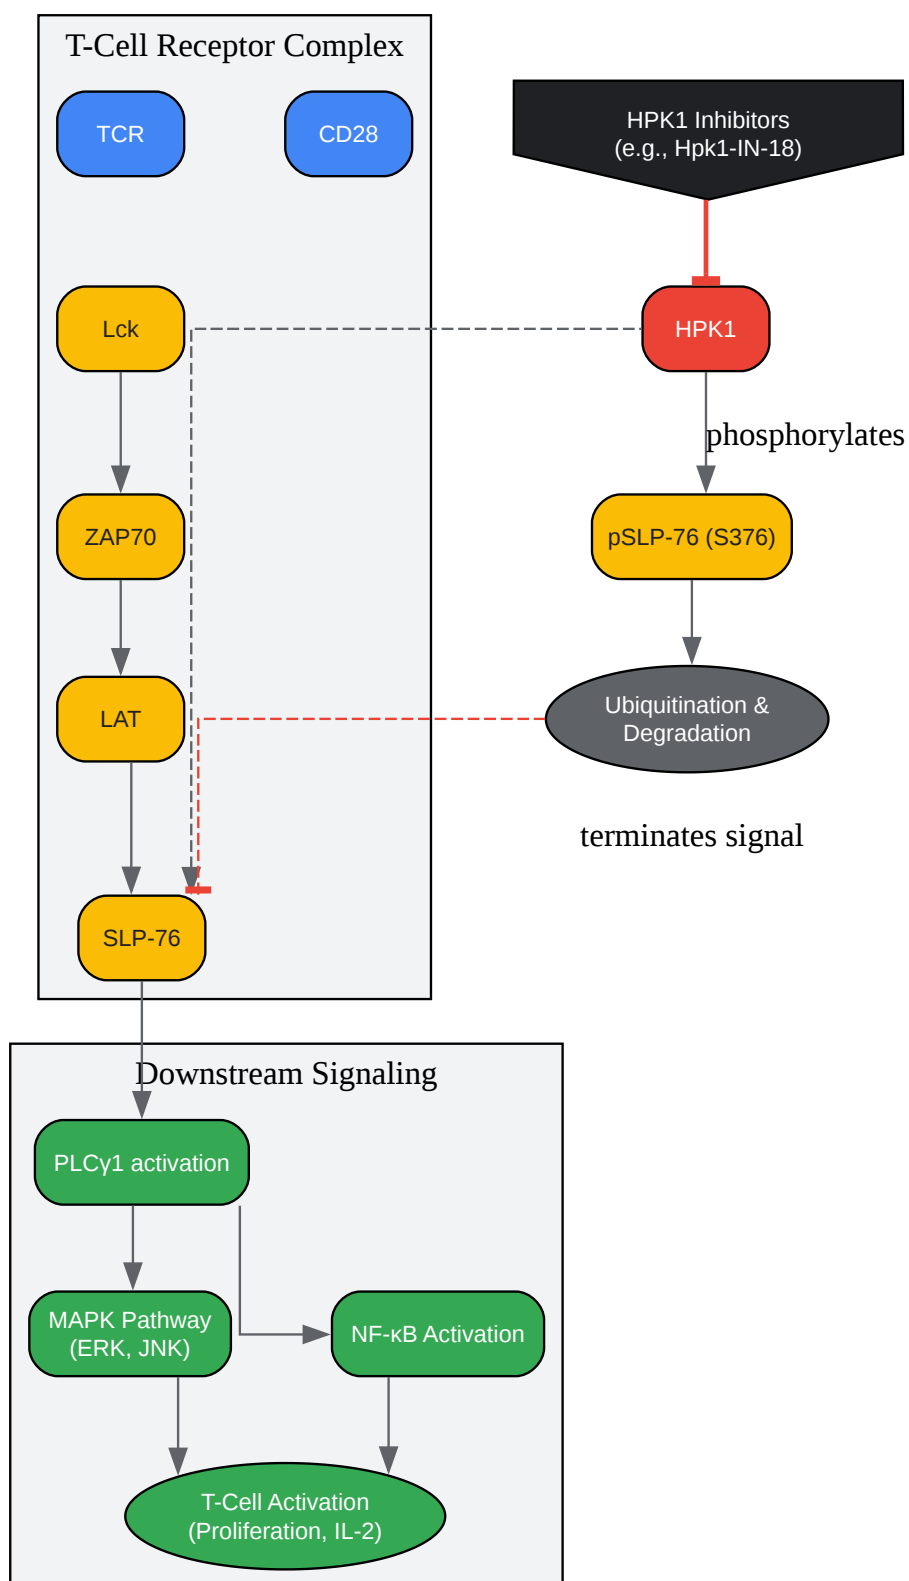 T-Cell Receptor Complex
TCR
CD28
HPK1 Inhibitors
(e.g., Hpk1-IN-18)
Lck
HPK1
phosphorylates
ZAP70
pSLP-76 (S376)
LAT
Ubiquitination &
Degradation
terminates signal
SLP-76
Downstream Signaling
PLCγ1 activation
MAPK Pathway
(ERK, JNK)
NF-κB Activation
T-Cell Activation
(Proliferation, IL-2)